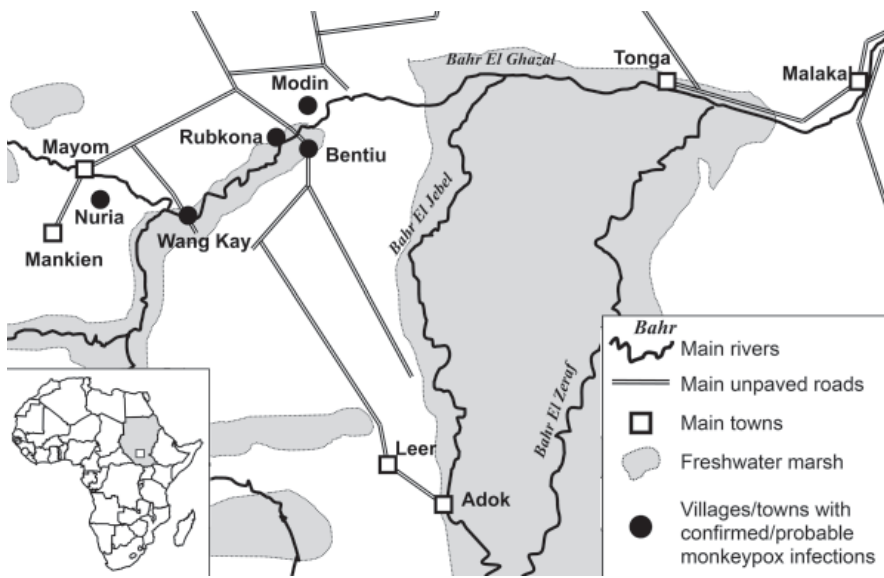 Bahr El Ghazal
Tonga
Malakal
Modin
Rubkona
Mayom
Bentiu
Nuria
Mankien
Wang Kay
Bahr El Jebel
Bahr El Zeraf
Leer
Adok
Bahr
Main rivers
Main unpaved roads
Main towns
Freshwater marsh
Villages/towns with
confirmed/probable
monkeypox infections